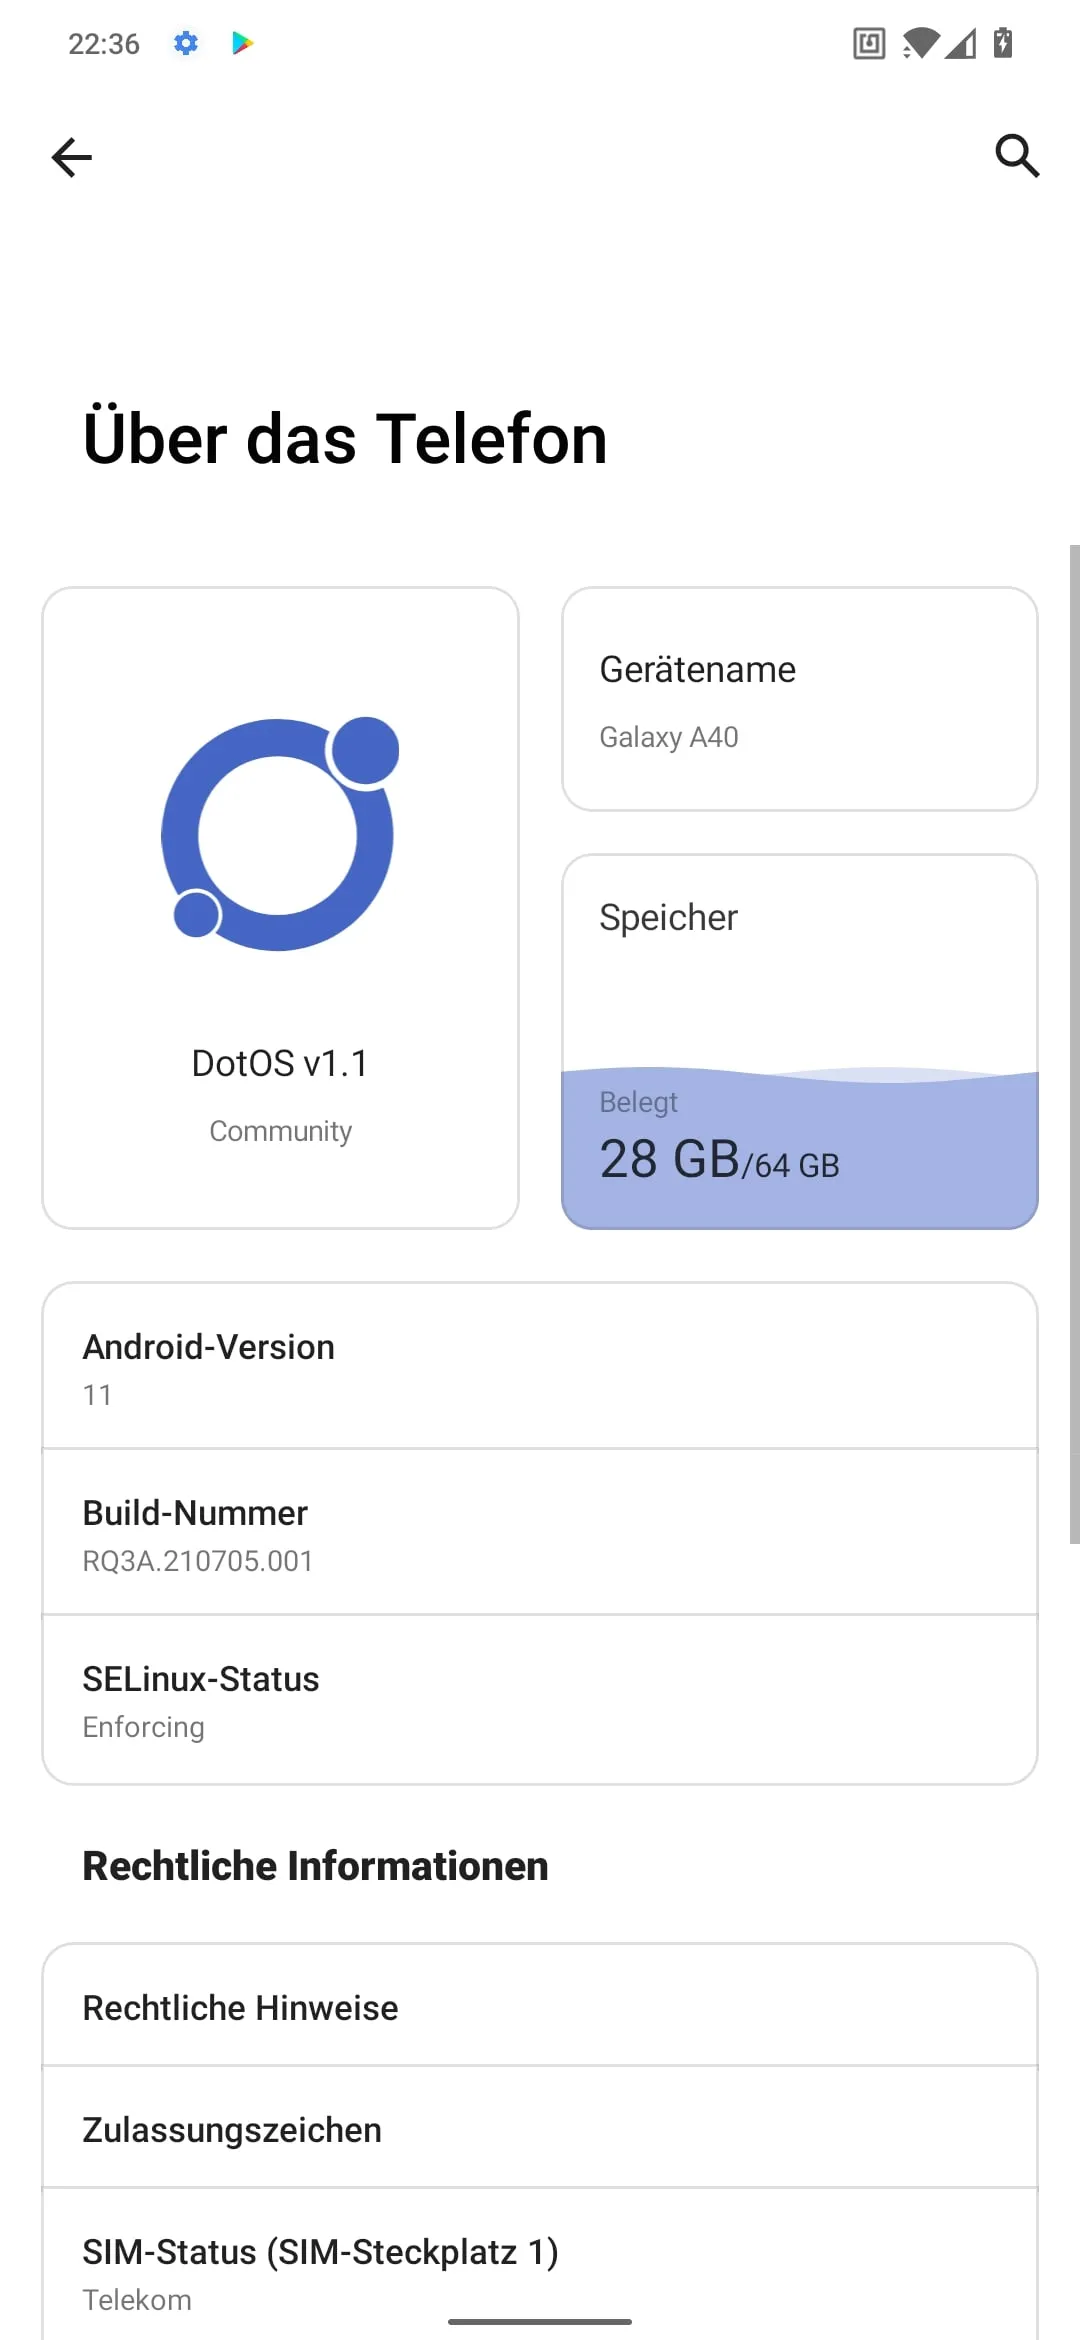 22:36
Über das Telefon
DotOS v1.1
Community
Gerätename
Galaxy A40
Speicher
Belegt
28 GB/64 GB
Android-Version
11
Build-Nummer
RQ3A.210705.001
SELinux-Status
Enforcing
Rechtliche Informationen
Rechtliche Hinweise
Zulassungszeichen
SIM-Status (SIM-Steckplatz 1)
Telekom